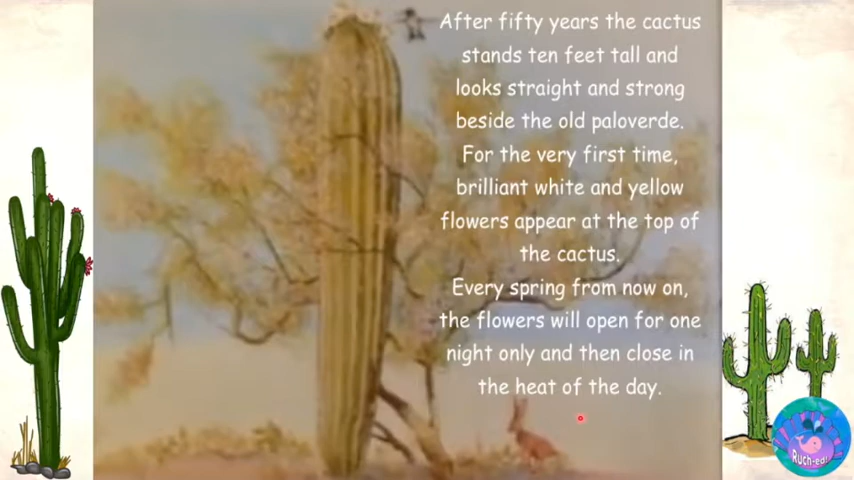 After fifty years the cactus
stands ten feet tall and
looks straight and strong
beside the old paloverde.
For the very first time,
brilliant white and yellow
flowers appear at the top of
the cactus.
Every spring from now on,
the flowers will open for one
night only and then close in
the heat of the day.
Ruch-ed!